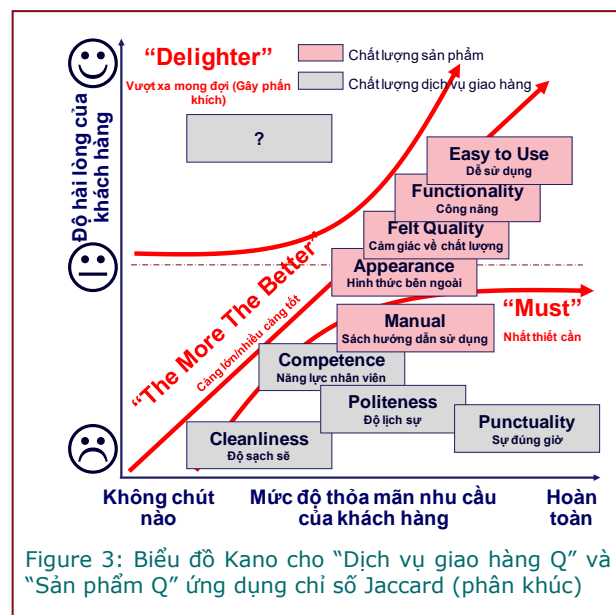 “Delighter”
Vượt xa mong đợi (Gây phấn
khích)
Chất lượng sản phẩm
Chất lượng dịch vụ giao hàng
?
Độ hài lòng của
khách hàng
Easy to Use
Dễ sử dụng
Functionality
Công năng
Felt Quality
Cảm giác về chất lượng
Appearance
Hình thức bên ngoài
“The More The Better”
Càng lớn/nhiều càng tốt
“Must”
Nhất thiết cần
Manual
Sách hướng dẫn sử dụng
Competence
Năng lực nhân viên
Politeness
Độ lịch sự
Punctuality
Sự đúng giờ
Cleanliness
Độ sạch sẽ
Không chút
nào
Mức độ thỏa mãn nhu cầu
của khách hàng
Hoàn
toàn
Figure 3: Biểu đồ Kano cho “Dịch vụ giao hàng Q” và
“Sản phẩm Q” ứng dụng chỉ số Jaccard (phân khúc)